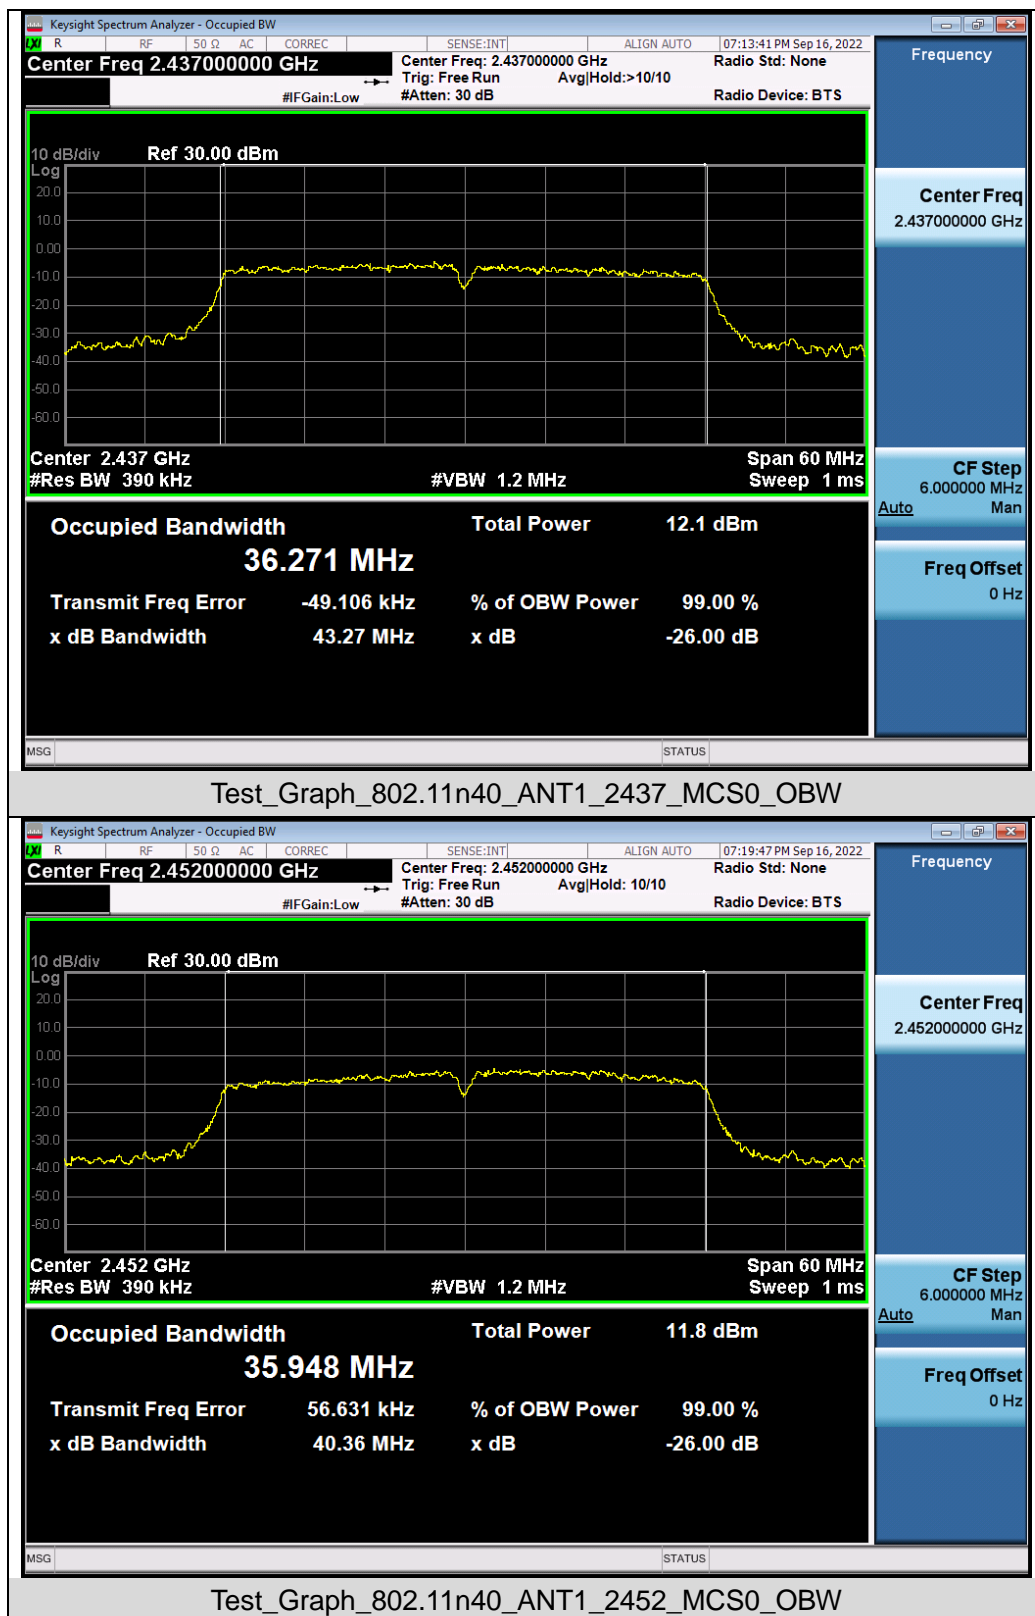 Keysight Spectrum Analyzer - Occupied BW
LXI R RF 50 Ω AC CORREC SENSE:INT ALIGN AUTO 07:13:41 PM Sep 16, 2022
Center Freq 2.437000000 GHz
Center Freq: 2.437000000 GHz
Radio Std: None
Trig: Free Run Avg|Hold:>10/10
#IFGain:Low
#Atten: 30 dB
Radio Device: BTS
Frequency
10 dB/div Ref 30.00 dBm
Log
20.0
10.0
0.00
-10.0
-20.0
-30.0
-40.0
-50.0
-60.0
Center 2.437 GHz Span 60 MHz
#Res BW 390 kHz #VBW 1.2 MHz Sweep 1 ms
Center Freq
2.437000000 GHz
CF Step
6.000000 MHz
Auto Man
Freq Offset
0 Hz
Occupied Bandwidth Total Power 12.1 dBm
36.271 MHz
Transmit Freq Error -49.106 kHz % of OBW Power 99.00 %
x dB Bandwidth 43.27 MHz x dB -26.00 dB
MSG STATUS
Test_Graph_802.11n40_ANT1_2437_MCS0_OBW
Keysight Spectrum Analyzer - Occupied BW
LXI R RF 50 Ω AC CORREC SENSE:INT ALIGN AUTO 07:19:47 PM Sep 16, 2022
Center Freq 2.452000000 GHz
Center Freq: 2.452000000 GHz
Radio Std: None
Trig: Free Run Avg|Hold: 10/10
#IFGain:Low
#Atten: 30 dB
Radio Device: BTS
Frequency
10 dB/div Ref 30.00 dBm
Log
20.0
10.0
0.00
-10.0
-20.0
-30.0
-40.0
-50.0
-60.0
Center 2.452 GHz Span 60 MHz
#Res BW 390 kHz #VBW 1.2 MHz Sweep 1 ms
Center Freq
2.452000000 GHz
CF Step
6.000000 MHz
Auto Man
Freq Offset
0 Hz
Occupied Bandwidth Total Power 11.8 dBm
35.948 MHz
Transmit Freq Error 56.631 kHz % of OBW Power 99.00 %
x dB Bandwidth 40.36 MHz x dB -26.00 dB
MSG STATUS
Test_Graph_802.11n40_ANT1_2452_MCS0_OBW